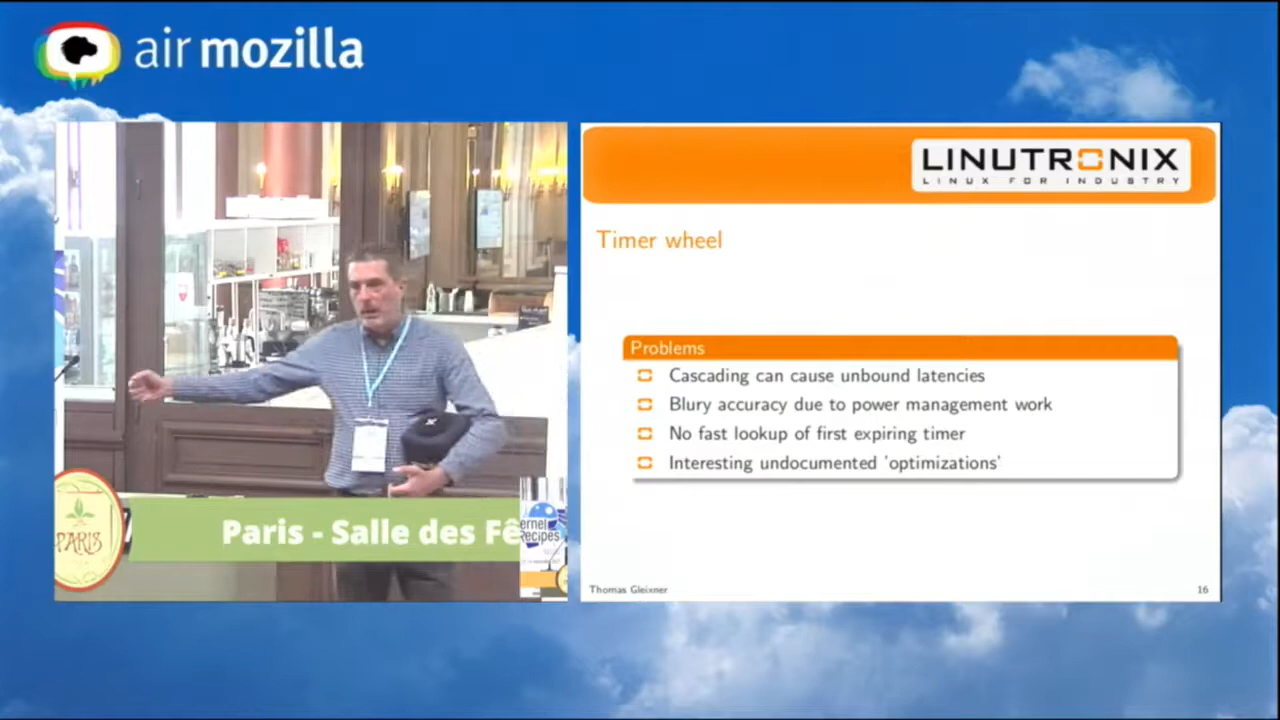 air mozilla
LINUTRONIX
LINUX FOR INDUSTRY
Timer wheel
Problems
Cascading can cause unbound latencies
Blury accuracy due to power management work
No fast lookup of first expiring timer
Interesting undocumented 'optimizations'
Thomas Gleixner
16
PARIS
Paris - Salle des Fê
ernel
Recipes